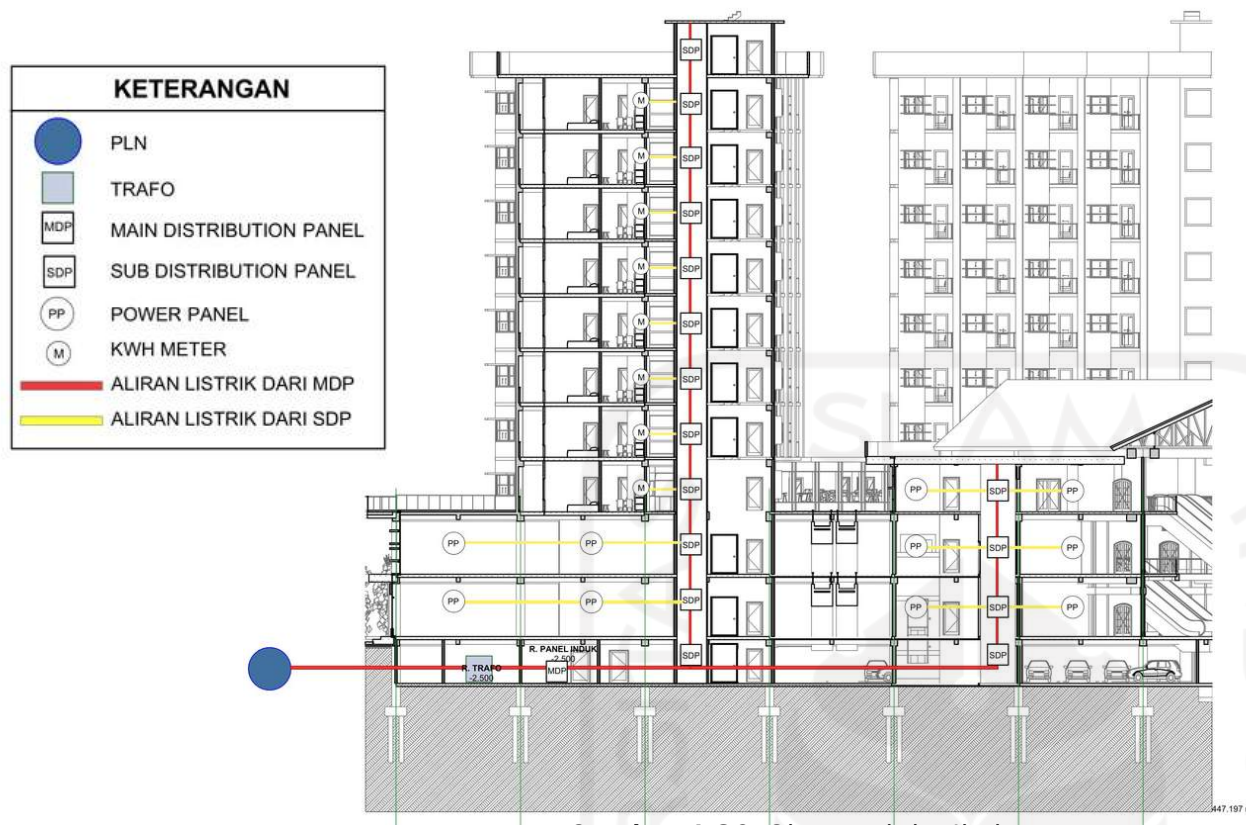 KETERANGAN
PLN
TRAFO
MDP MAIN DISTRIBUTION PANEL
SDP SUB DISTRIBUTION PANEL
PP POWER PANEL
M KWH METER
ALIRAN LISTRIK DARI MDP
ALIRAN LISTRIK DARI SDP
SDP
M SDP
M SDP
M SDP
M SDP
M SDP
M SDP
M SDP
M SDP PP SDP PP
PP PP SDP PP SDP PP
PP PP SDP PP SDP PP
R. TRAFO
-2.500
R. PANEL INDUK
-2.500
MDP
SDP SDP
ISLAM
447.197